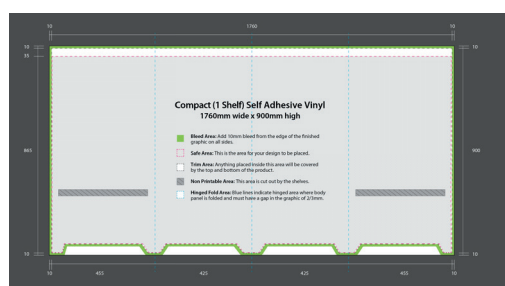 10 1760 10
10 10
35
Compact (1 Shelf) Self Adhesive Vinyl
1760mm wide x 900mm high
Bleed Area: Add 10mm bleed from the edge of the finished
graphic on all sides.
865 900
Safe Area: This is the area for your design to be placed.
Trim Area: Anything placed inside this area will be covered
by the top and bottom of the product.
Non Printable Area: This area is cut out by the shelves.
Hinged Fold Area: Blue lines indicate hinged area where body
panel is folded and must have a gap in the graphic of 2/3mm.
10 10
10 455 425 425 455 10